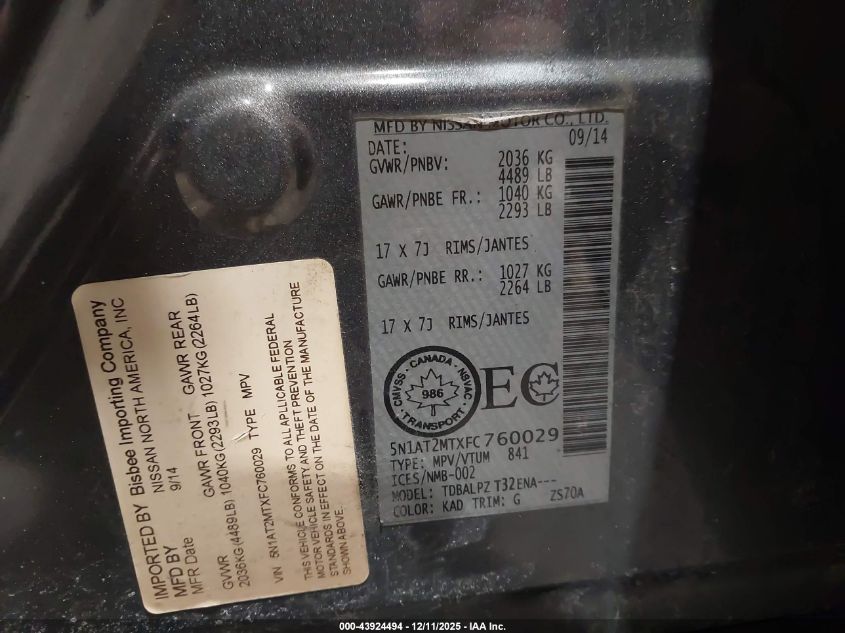 MFD BY NISSAN MOTOR CO., LTD.
DATE: 09/14
GVWR/PNBV: 2036 KG
4489 LB
GAWR/PNBE FR.: 1040 KG
2293 LB
17 X 7J RIMS/JANTES
GAWR/PNBE RR.: 1027 KG
2264 LB
17 X 7J RIMS/JANTES
CMVSS · CANADA · NSVAC
986
TRANSPORT
EC
5N1AT2MTXFC760029
TYPE: MPV/VTUM 841
ICES/NMB-002
MODEL: TDBALPZ T32ENA---
COLOR: KAD TRIM: G ZS70A
IMPORTED BY Bisbee Importing Company
MFD BY NISSAN NORTH AMERICA, INC
MFR Date 9/14
GVWR GAWR FRONT GAWR REAR
2036KG (4489LB) 1040KG (2293LB) 1027KG (2264LB)
VIN 5N1AT2MTXFC760029 TYPE MPV
THIS VEHICLE CONFORMS TO ALL APLLICABLE FEDERAL
MOTOR VEHICLE SAFETY AND THEFT PREVENTION
STANDARDS IN EFFECT ON THE DATE OF THE MANUFACTURE
SHOWN ABOVE.
000-43924494 - 12/11/2025 - IAA Inc.